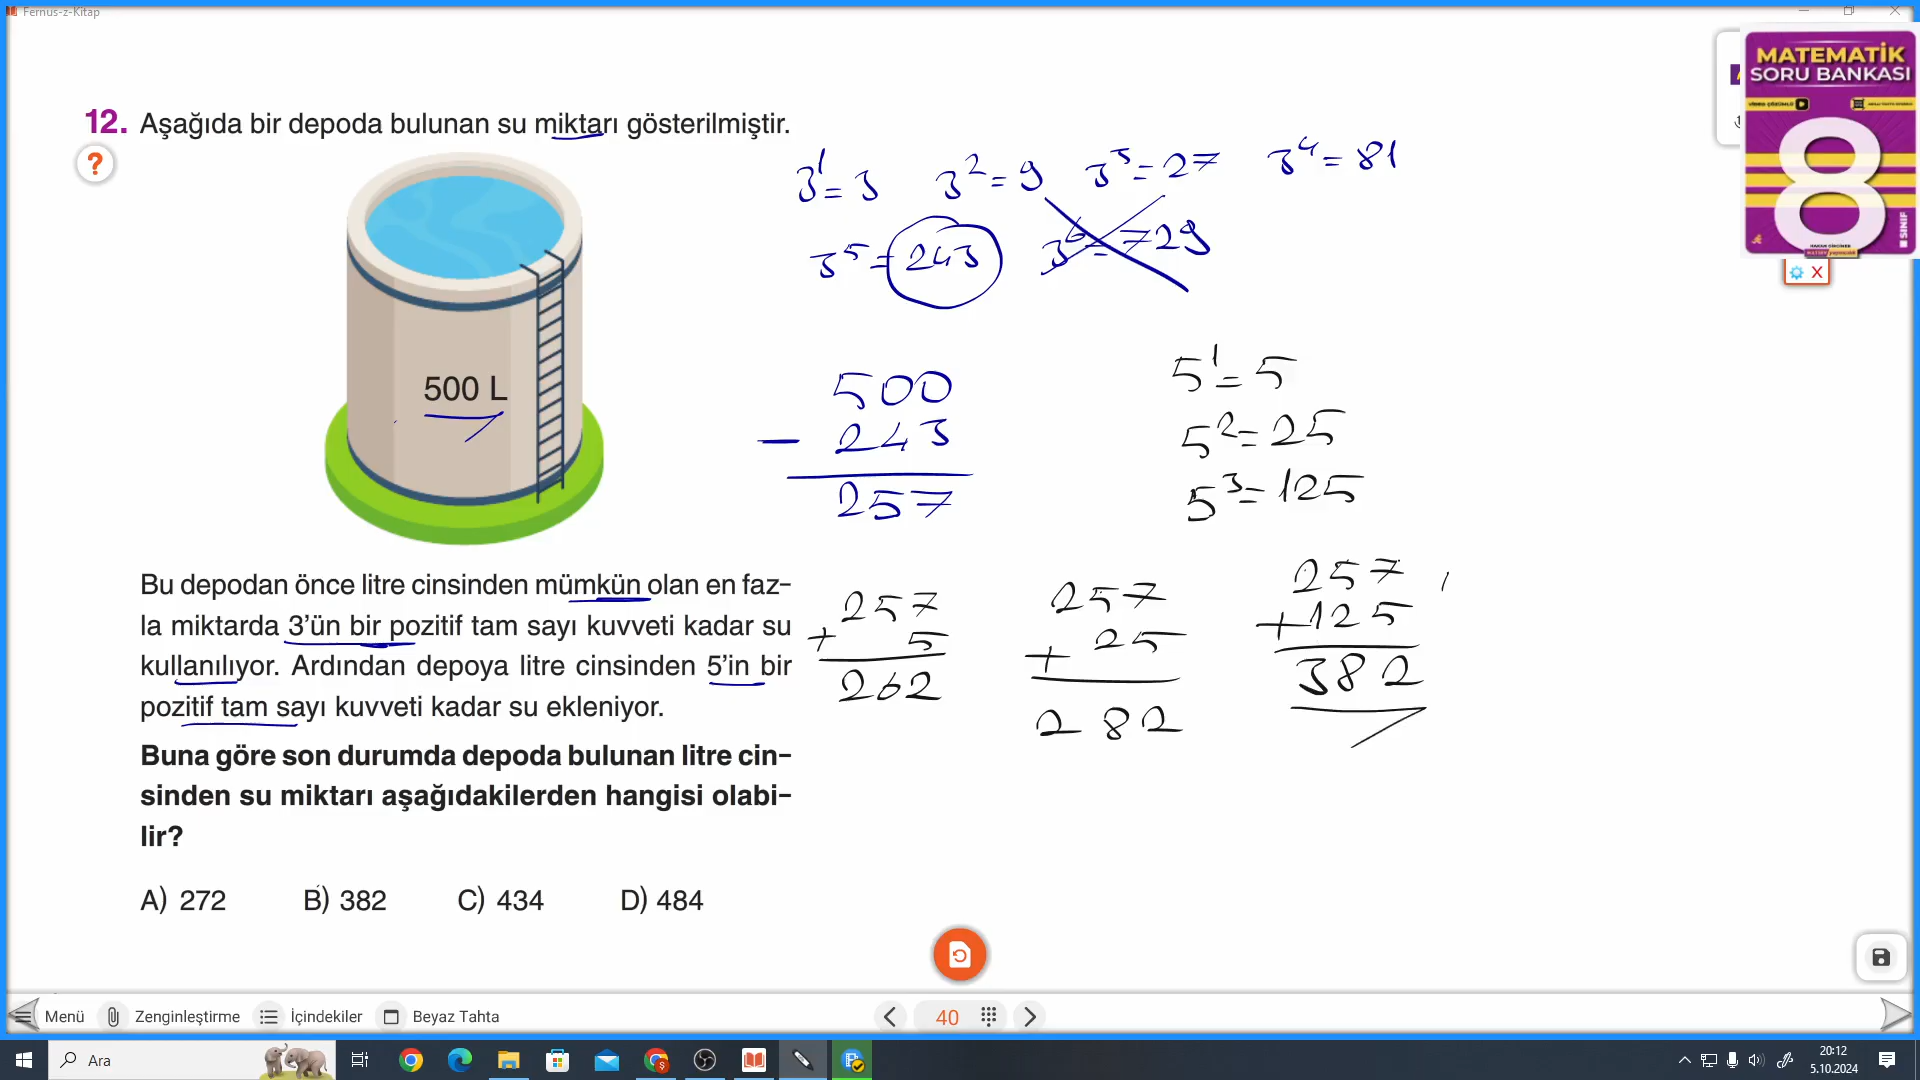 Fernus-z-Kitap
MATEMATİK
SORU BANKASI
8
SINIF
12. Aşağıda bir depoda bulunan su miktarı gösterilmiştir.
?
500 L
3¹ = 3 3² = 9 3³ = 27 3⁴ = 81
3⁵ = 243 3⁶ = 729
500
- 243
257
5¹ = 5
5² = 25
5³ = 125
257
+ 5
262
257
+ 25
282
257
+125
382
Bu depodan önce litre cinsinden mümkün olan en faz-
la miktarda 3'ün bir pozitif tam sayı kuvveti kadar su
kullanılıyor. Ardından depoya litre cinsinden 5'in bir
pozitif tam sayı kuvveti kadar su ekleniyor.
Buna göre son durumda depoda bulunan litre cin-
sinden su miktarı aşağıdakilerden hangisi olabi-
lir?
A) 272 B) 382 C) 434 D) 484
Menü Zenginleştirme İçindekiler Beyaz Tahta 40
Ara
20:12
5.10.2024